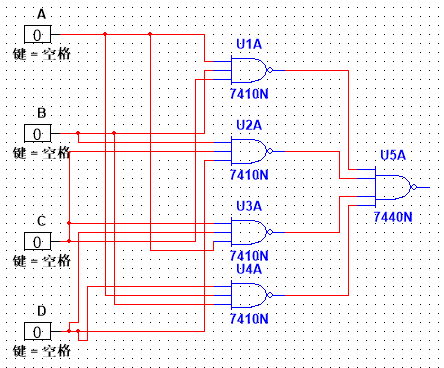 A
0
键 = 空格
U1A
7410N
B
0
键 = 空格
U2A
7410N
U5A
7440N
C
0
键 = 空格
U3A
7410N
U4A
7410N
D
0
键 = 空格